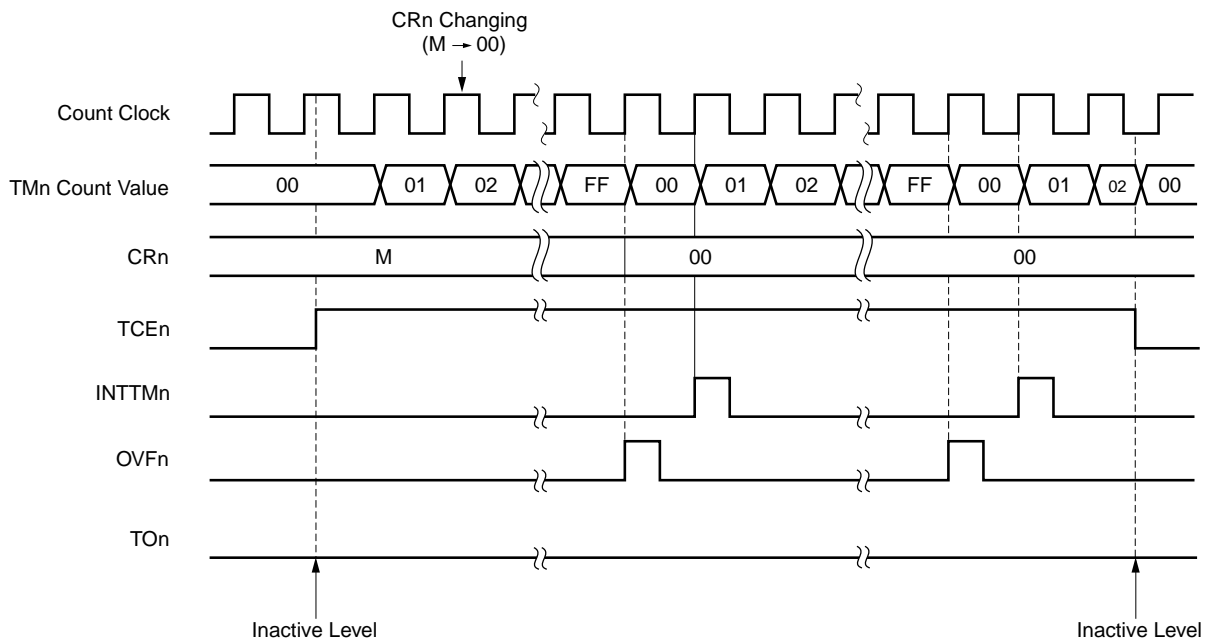 CRn Changing
(M → 00)
Count Clock
TMn Count Value 00 01 02 FF 00 01 02 FF 00 01 02 00
CRn M 00 00
TCEn
INTTMn
OVFn
TOn
Inactive Level Inactive Level